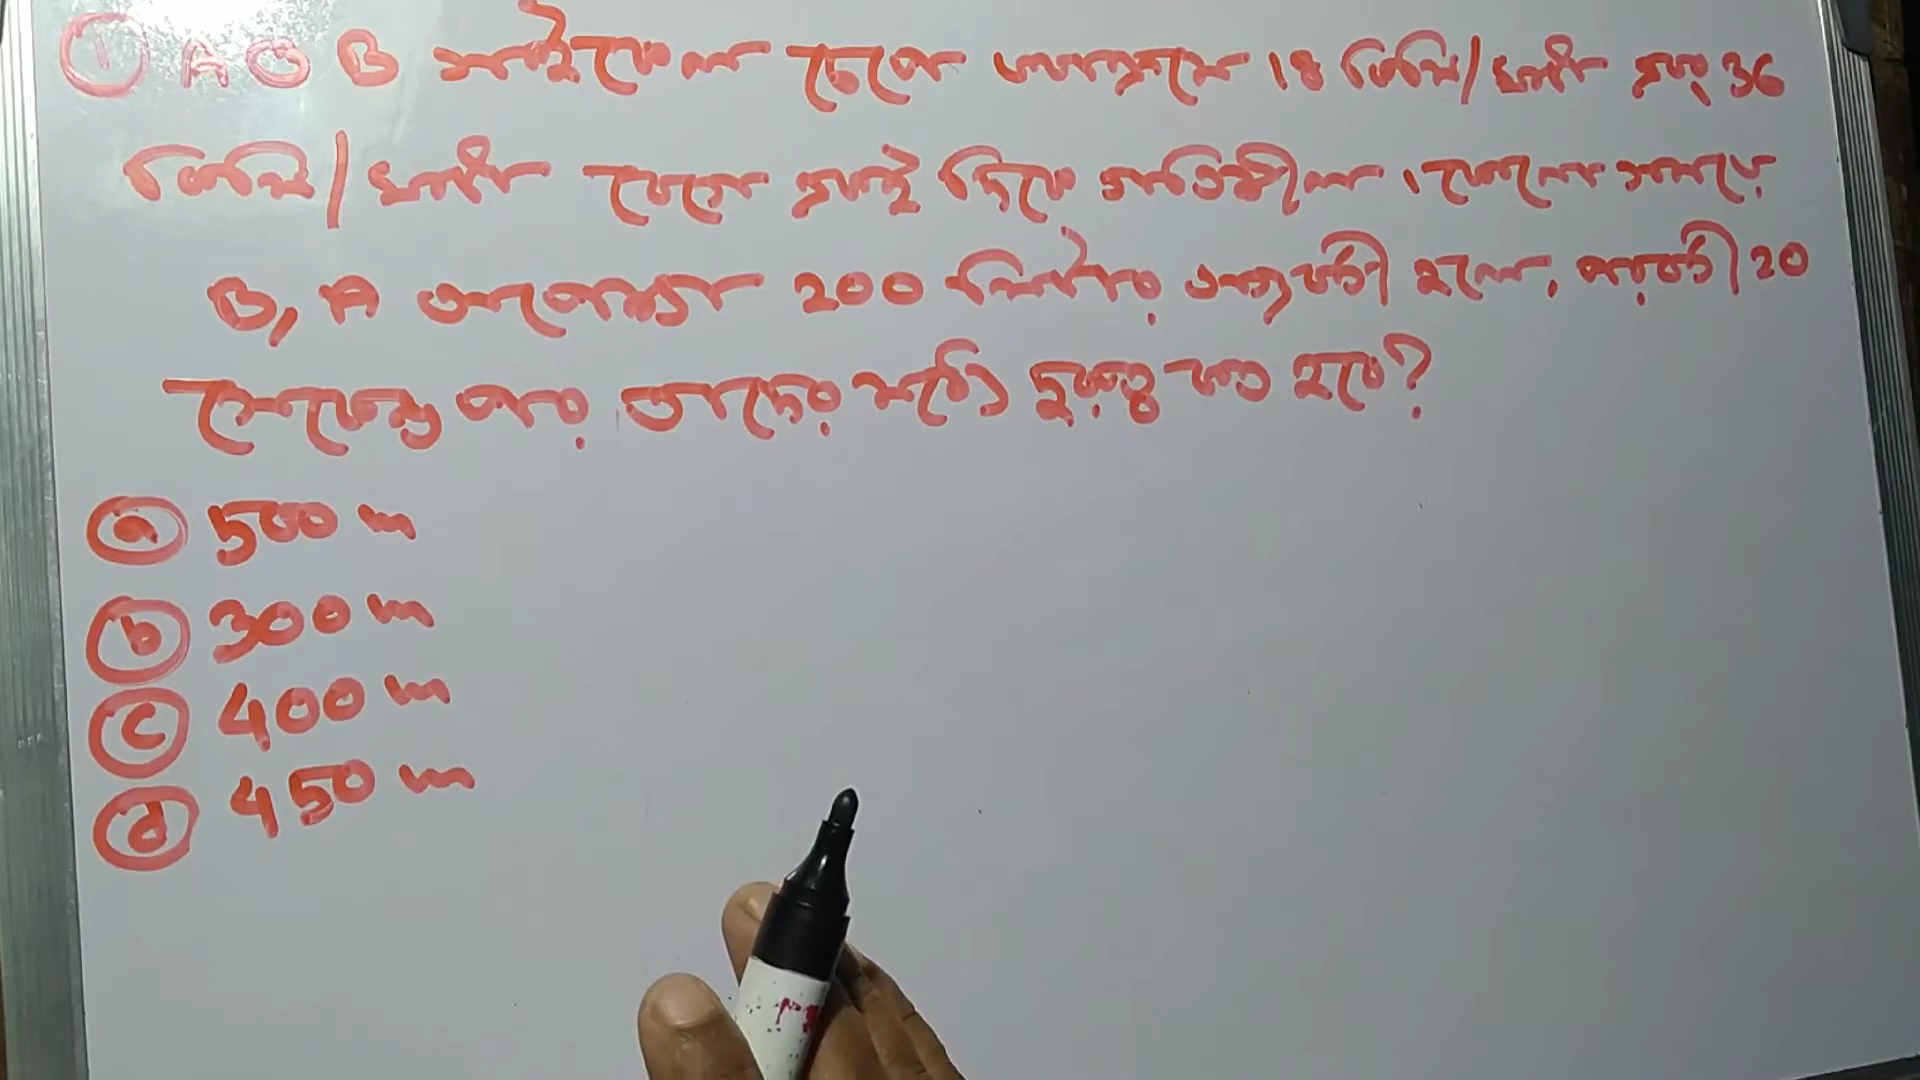 ① A ও B সাইকেল চেপে যথাক্রমে 18 কিমি/ঘন্টা এবং 36
কিমি/ঘন্টা বেগে একই দিকে গতিশীল। কোনো সময়ে
B, A অপেক্ষা 200 মিটার অগ্রবর্তী হলে, পরবর্তী 20
সেকেন্ড পর তাদের মধ্যে দূরত্ব কত হবে?
ⓐ 500 m
ⓑ 300 m
ⓒ 400 m
ⓓ 450 m